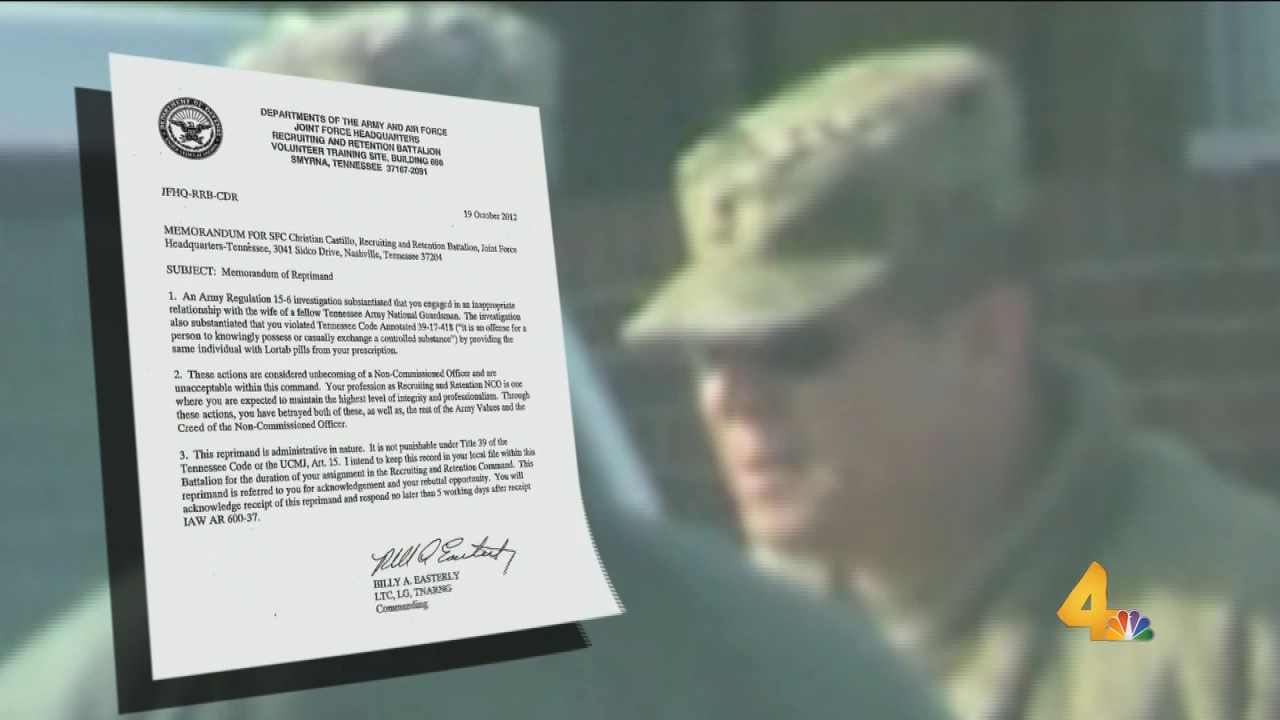 DEPARTMENTS OF THE ARMY AND AIR FORCE
JOINT FORCE HEADQUARTERS
RECRUITING AND RETENTION BATTALION
VOLUNTEER TRAINING SITE, BUILDING 686
SMYRNA, TENNESSEE 37167-2091
JFHQ-RRB-CDR
19 October 2012
MEMORANDUM FOR SFC Christian Castillo, Recruiting and Retention Battalion, Joint Force
Headquarters-Tennessee, 3041 Sidco Drive, Nashville, Tennessee 37204
SUBJECT: Memorandum of Reprimand
1. An Army Regulation 15-6 investigation substantiated that you engaged in an inappropriate
relationship with the wife of a fellow Tennessee Army National Guardsman. The investigation
also substantiated that you violated Tennessee Code Annotated 39-17-418 ("it is an offense for a
person to knowingly possess or casually exchange a controlled substance") by providing the
same individual with Lortab pills from your prescription.
2. These actions are considered unbecoming of a Non-Commissioned Officer and are
unacceptable within this command. Your profession as Recruiting and Retention NCO is one
where you are expected to maintain the highest level of integrity and professionalism. Through
these actions, you have betrayed both of these, as well as, the rest of the Army Values and the
Creed of the Non-Commissioned Officer.
3. This reprimand is administrative in nature. It is not punishable under Title 39 of the
Tennessee Code or the UCMJ, Art. 15. I intend to keep this record in your local file within this
Battalion for the duration of your assignment in the Recruiting and Retention Command. This
reprimand is referred to you for acknowledgement and your rebuttal opportunity. You will
acknowledge receipt of this reprimand and respond no later than 5 working days after receipt
IAW AR 600-37.
BILLY A. EASTERLY
LTC, LG, TNARNG
Commanding
4